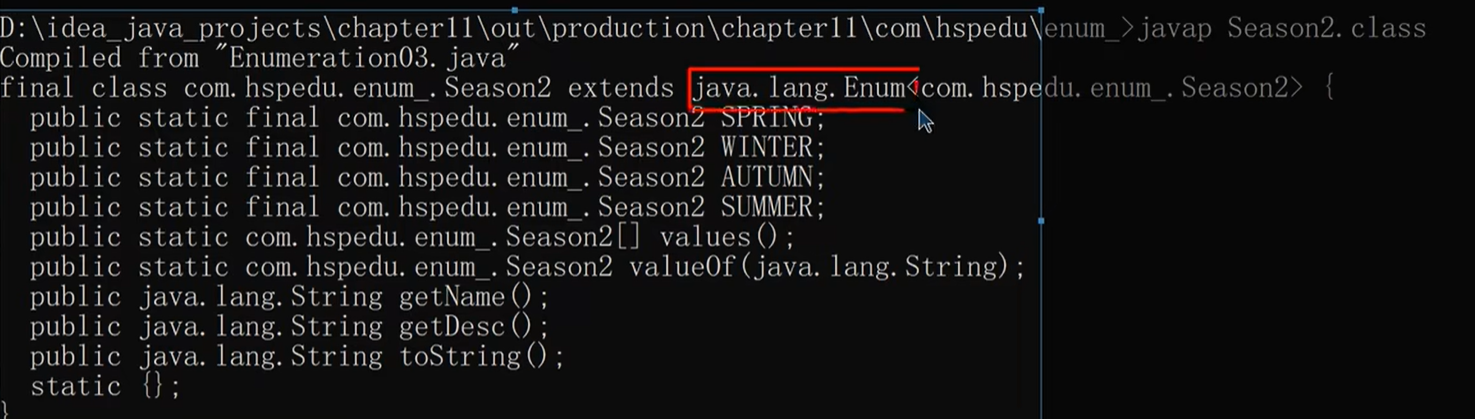 D:\idea_java_projects\chapter11\out\production\chapter11\com\hspedu\enum_>javap Season2.class
Compiled from "Enumeration03.java"
final class com.hspedu.enum_.Season2 extends java.lang.Enum<com.hspedu.enum_.Season2> {
  public static final com.hspedu.enum_.Season2 SPRING;
  public static final com.hspedu.enum_.Season2 WINTER;
  public static final com.hspedu.enum_.Season2 AUTUMN;
  public static final com.hspedu.enum_.Season2 SUMMER;
  public static com.hspedu.enum_.Season2[] values();
  public static com.hspedu.enum_.Season2 valueOf(java.lang.String);
  public java.lang.String getName();
  public java.lang.String getDesc();
  public java.lang.String toString();
  static {};
}